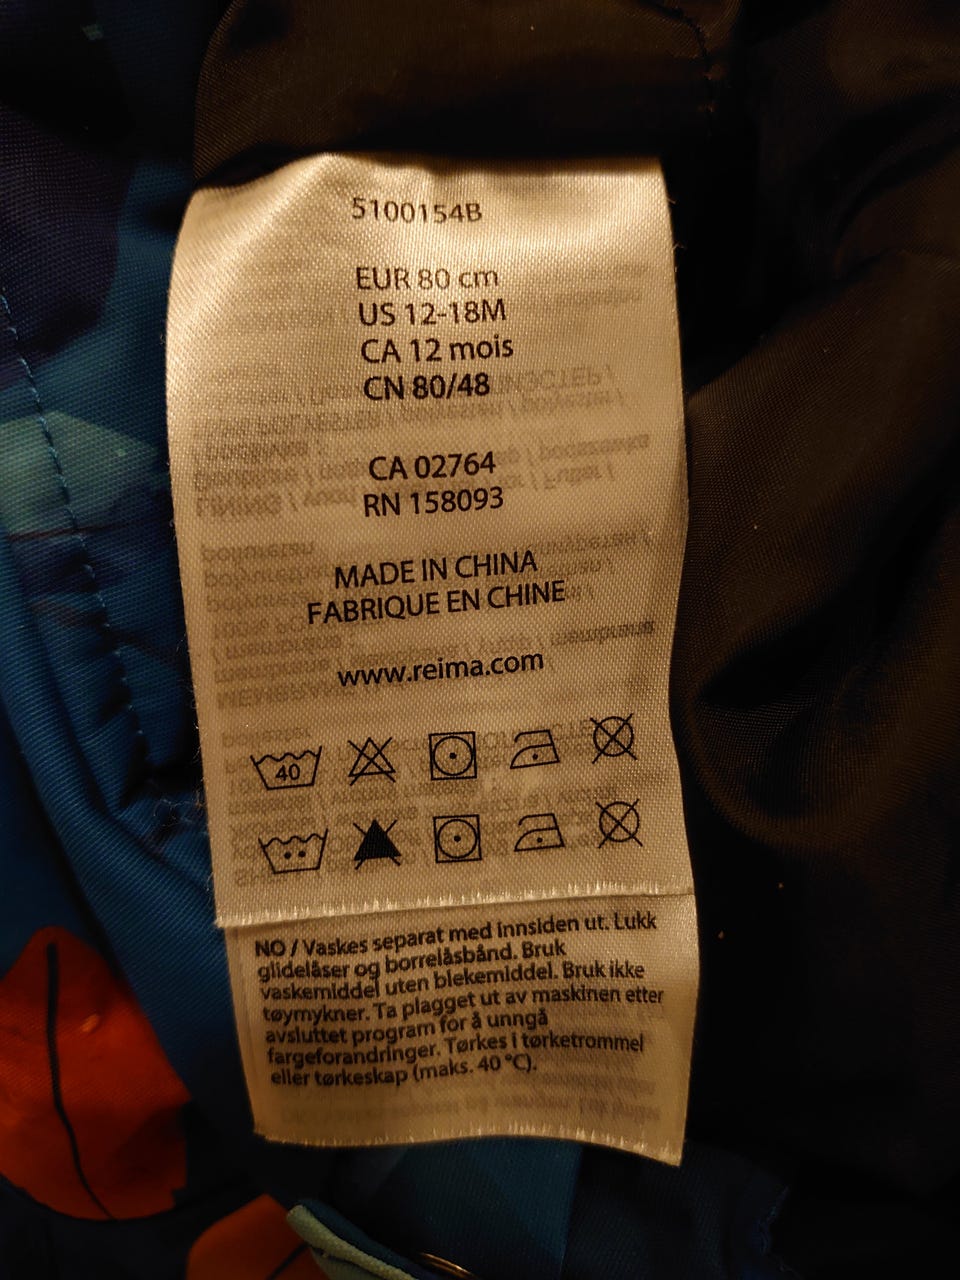 5100154B
EUR 80 cm
US 12-18M
CA 12 mois
CN 80/48
CA 02764
RN 158093
MADE IN CHINA
FABRIQUE EN CHINE
www.reima.com
40
NO / Vaskes separat med innsiden ut. Lukk
glidelåser og borrelåsbånd. Bruk
vaskemiddel uten blekemiddel. Bruk ikke
tøymykner. Ta plagget ut av maskinen etter
avsluttet program for å unngå
fargeforandringer. Tørkes i tørketrommel
eller tørkeskap (maks. 40 °C).